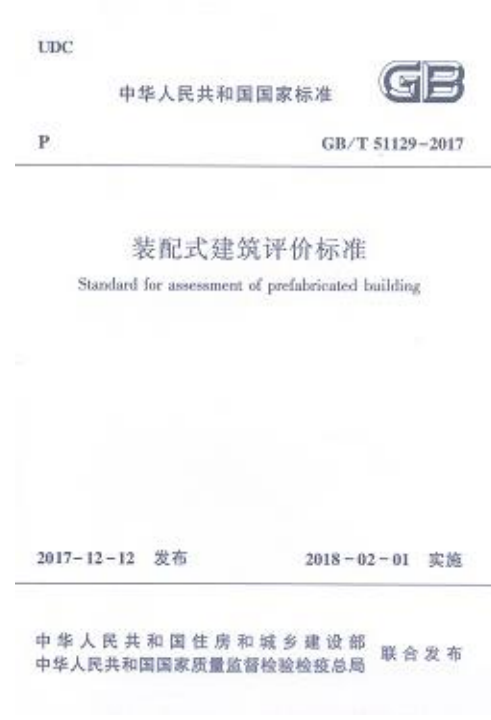 UDC
中华人民共和国国家标准
GB
P
GB/T 51129-2017
装配式建筑评价标准
Standard for assessment of prefabricated building
2017-12-12 发布
2018-02-01 实施
中华人民共和国住房和城乡建设部
中华人民共和国国家质量监督检验检疫总局
联合发布